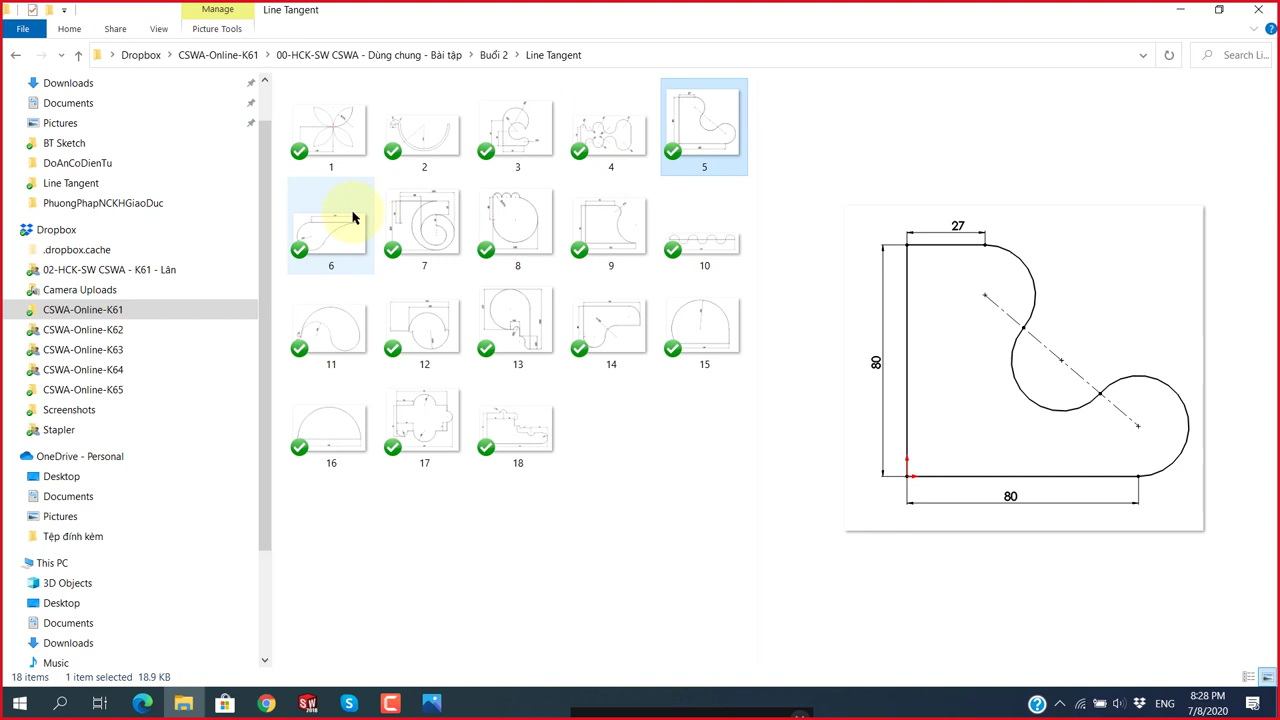 Manage
Line Tangent
File
Home
Share
View
Picture Tools
Dropbox
CSWA-Online-K61
00-HCK-SW CSWA - Dùng chung - Bài tập
Buổi 2
Line Tangent
Search Li...
Downloads
Documents
Pictures
BT Sketch
DoAnCoDienTu
Line Tangent
PhuongPhapNCKHGiaoDuc
Dropbox
.dropbox.cache
02-HCK-SW CSWA - K61 - Lân
Camera Uploads
CSWA-Online-K61
CSWA-Online-K62
CSWA-Online-K63
CSWA-Online-K64
CSWA-Online-K65
Screenshots
Stapler
OneDrive - Personal
Desktop
Documents
Pictures
Tệp đính kèm
This PC
3D Objects
Desktop
Documents
Downloads
Music
1
2
3
4
5
6
7
8
9
10
11
12
13
14
15
16
17
18
27
80
80
18 items
1 item selected
18.9 KB
SW
2018
ENG
8:28 PM
7/8/2020